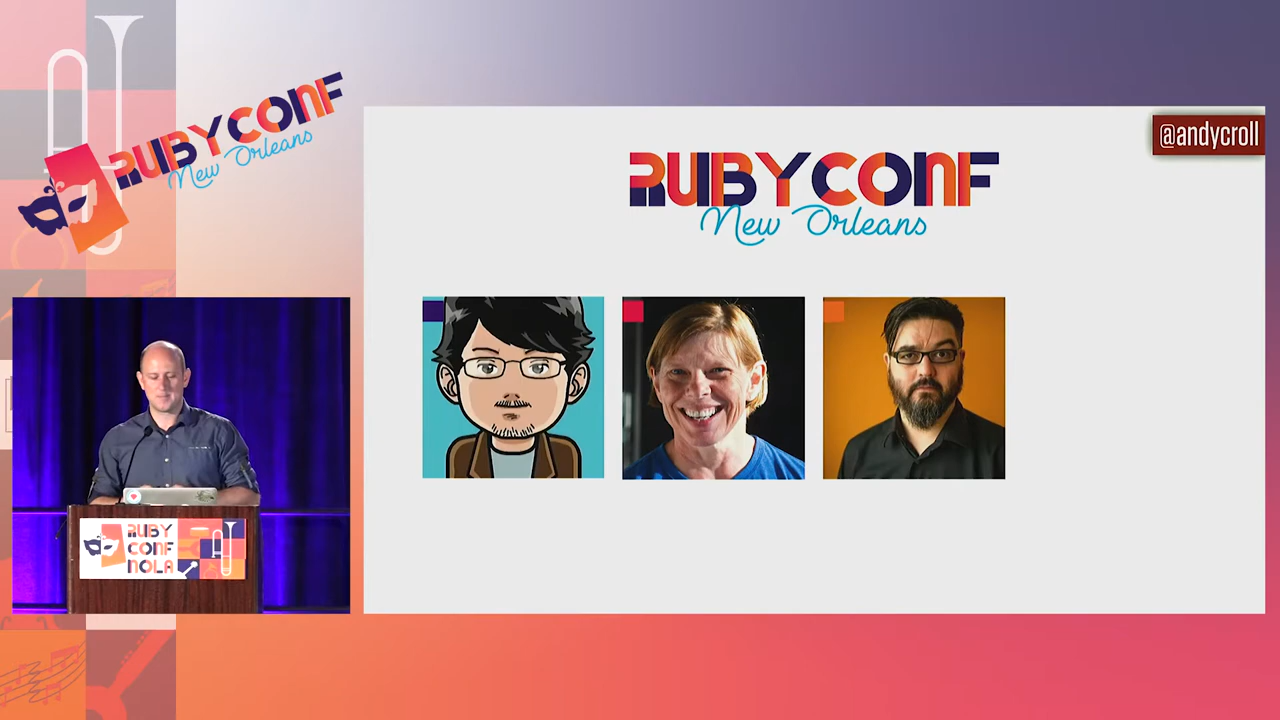 RUBYCONF
New Orleans
@andycroll
RUBYCONF
New Orleans
RUBY
CONF
NOLA